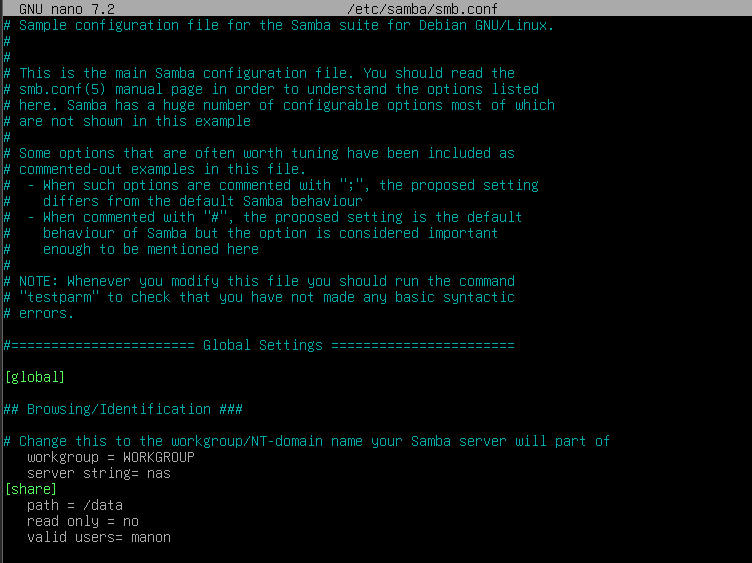 GNU nano 7.2 /etc/samba/smb.conf
# Sample configuration file for the Samba suite for Debian GNU/Linux.
#
#
# This is the main Samba configuration file. You should read the
# smb.conf(5) manual page in order to understand the options listed
# here. Samba has a huge number of configurable options most of which
# are not shown in this example
#
# Some options that are often worth tuning have been included as
# commented-out examples in this file.
#  - When such options are commented with ";", the proposed setting
#    differs from the default Samba behaviour
#  - When commented with "#", the proposed setting is the default
#    behaviour of Samba but the option is considered important
#    enough to be mentioned here
#
# NOTE: Whenever you modify this file you should run the command
# "testparm" to check that you have not made any basic syntactic
# errors.
#======================= Global Settings =======================
[global]
## Browsing/Identification ###
# Change this to the workgroup/NT-domain name your Samba server will part of
   workgroup = WORKGROUP
   server string= nas
[share]
   path = /data
   read only = no
   valid users= manon